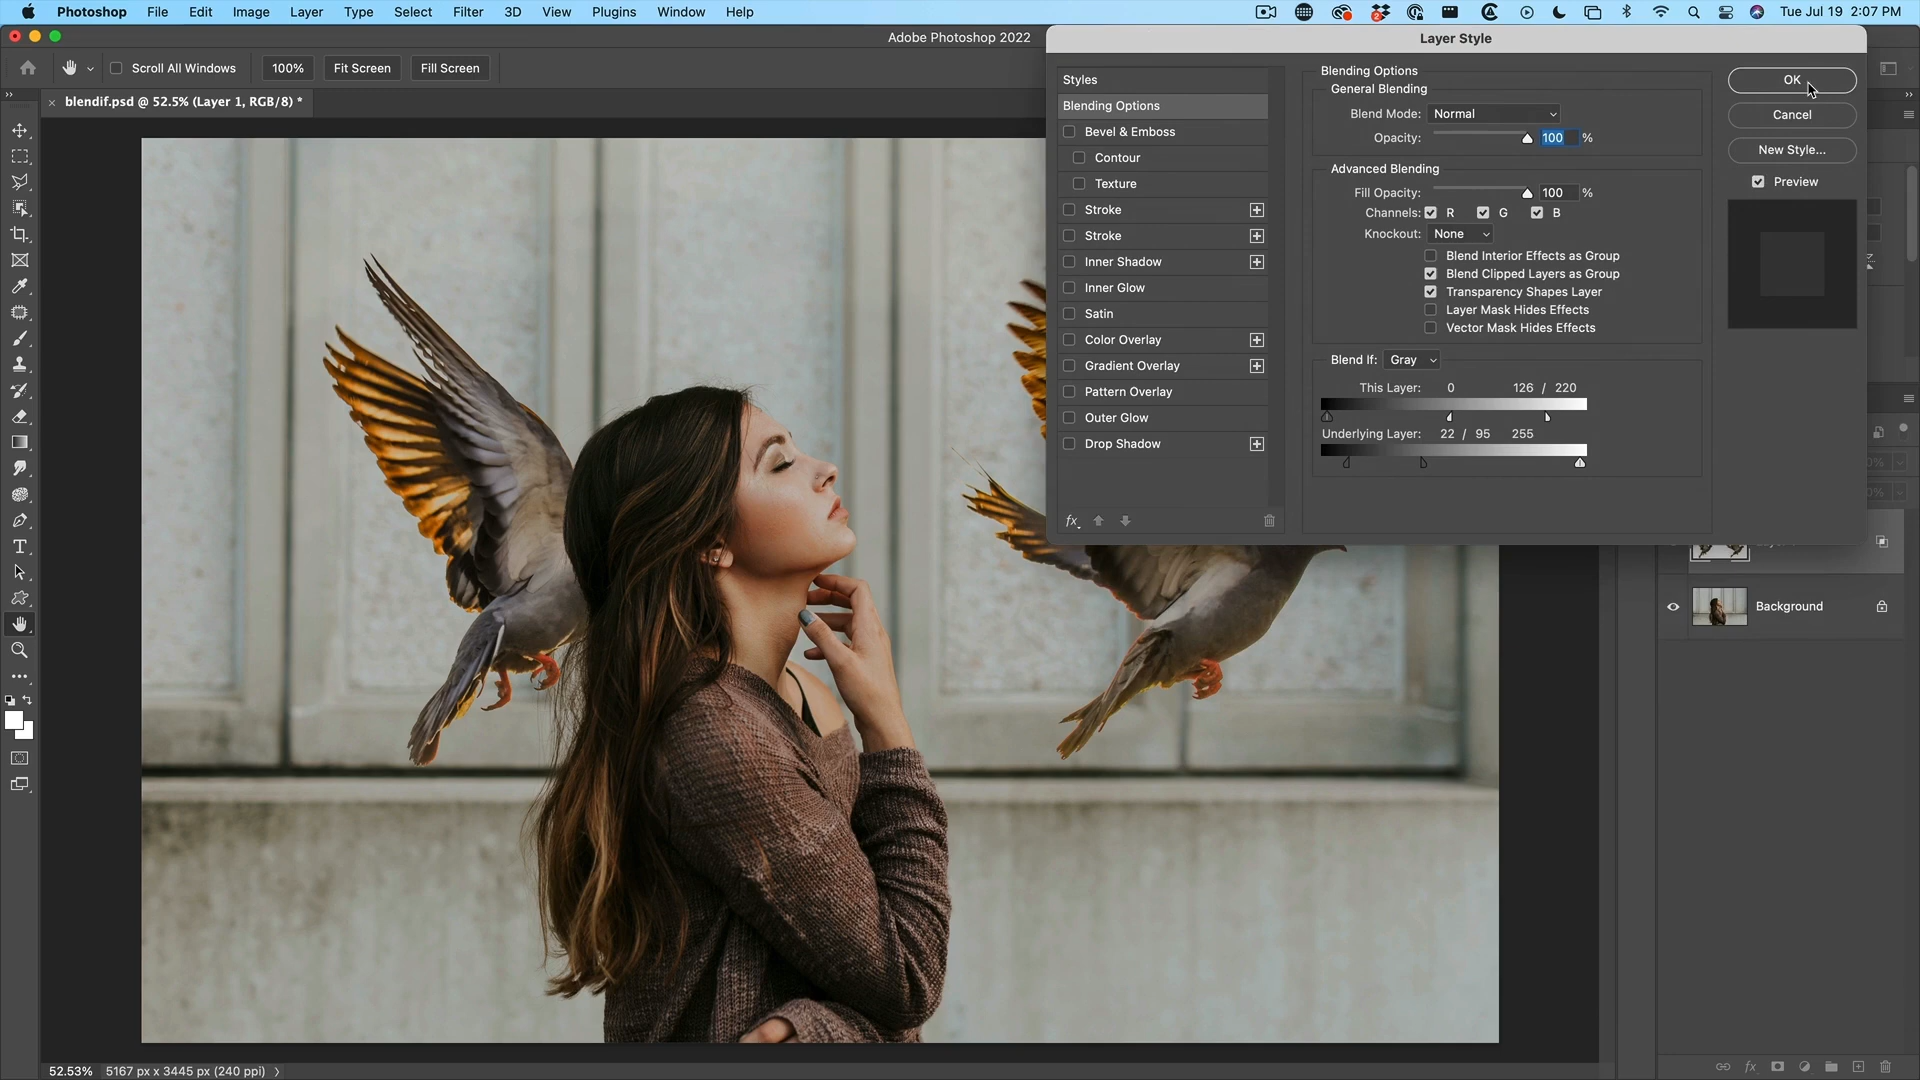 Photoshop File Edit Image Layer Type Select Filter 3D View Plugins Window Help
2
Tue Jul 19 2:07 PM
Adobe Photoshop 2022
Scroll All Windows 100% Fit Screen Fill Screen
× blendif.psd @ 52.5% (Layer 1, RGB/8) *
Layer Style
Styles
Blending Options
Bevel & Emboss
Contour
Texture
Stroke
Stroke
Inner Shadow
Inner Glow
Satin
Color Overlay
Gradient Overlay
Pattern Overlay
Outer Glow
Drop Shadow
fx
Blending Options
General Blending
Blend Mode: Normal
Opacity: 100 %
Advanced Blending
Fill Opacity: 100 %
Channels: R G B
Knockout: None
Blend Interior Effects as Group
Blend Clipped Layers as Group
Transparency Shapes Layer
Layer Mask Hides Effects
Vector Mask Hides Effects
Blend If: Gray
This Layer: 0 126 / 220
Underlying Layer: 22 / 95 255
OK
Cancel
New Style...
Preview
Background
T
52.53% 5167 px x 3445 px (240 ppi) >
fx